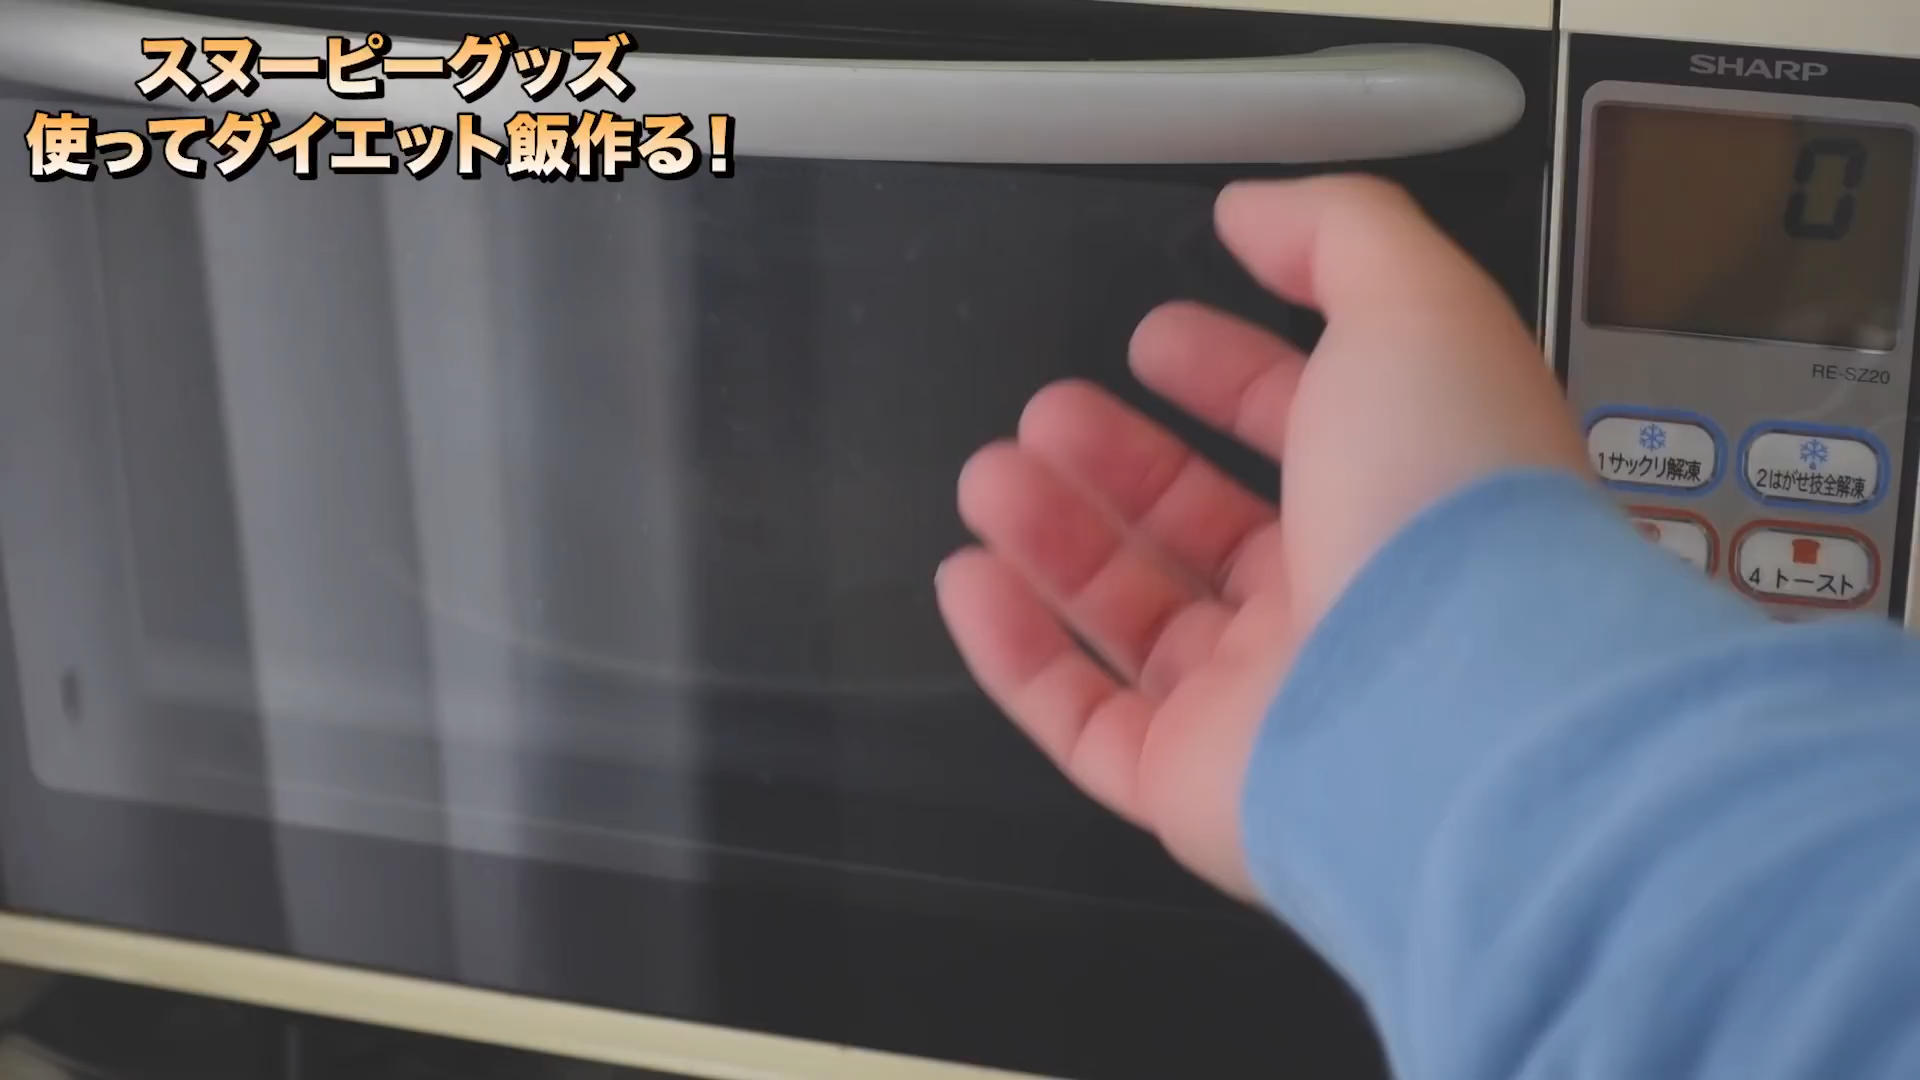 スヌーピーグッズ
使ってダイエット飯作る！
SHARP
0
RE-SZ20
1サックリ解凍
2はがせ技全解凍
4 トースト